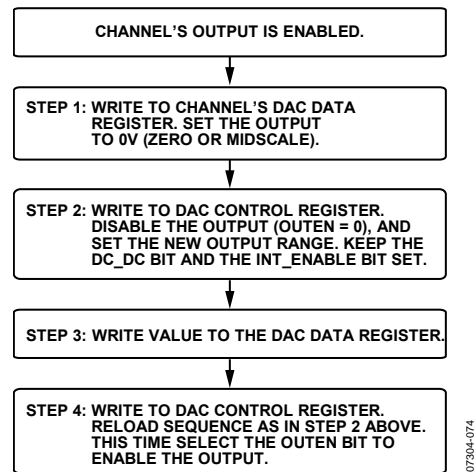 CHANNEL'S OUTPUT IS ENABLED.
STEP 1: WRITE TO CHANNEL'S DAC DATA
REGISTER. SET THE OUTPUT
TO 0V (ZERO OR MIDSCALE).
STEP 2: WRITE TO DAC CONTROL REGISTER.
DISABLE THE OUTPUT (OUTEN = 0), AND
SET THE NEW OUTPUT RANGE. KEEP THE
DC_DC BIT AND THE INT_ENABLE BIT SET.
STEP 3: WRITE VALUE TO THE DAC DATA REGISTER.
STEP 4: WRITE TO DAC CONTROL REGISTER.
RELOAD SEQUENCE AS IN STEP 2 ABOVE.
THIS TIME SELECT THE OUTEN BIT TO
ENABLE THE OUTPUT.
07304-074